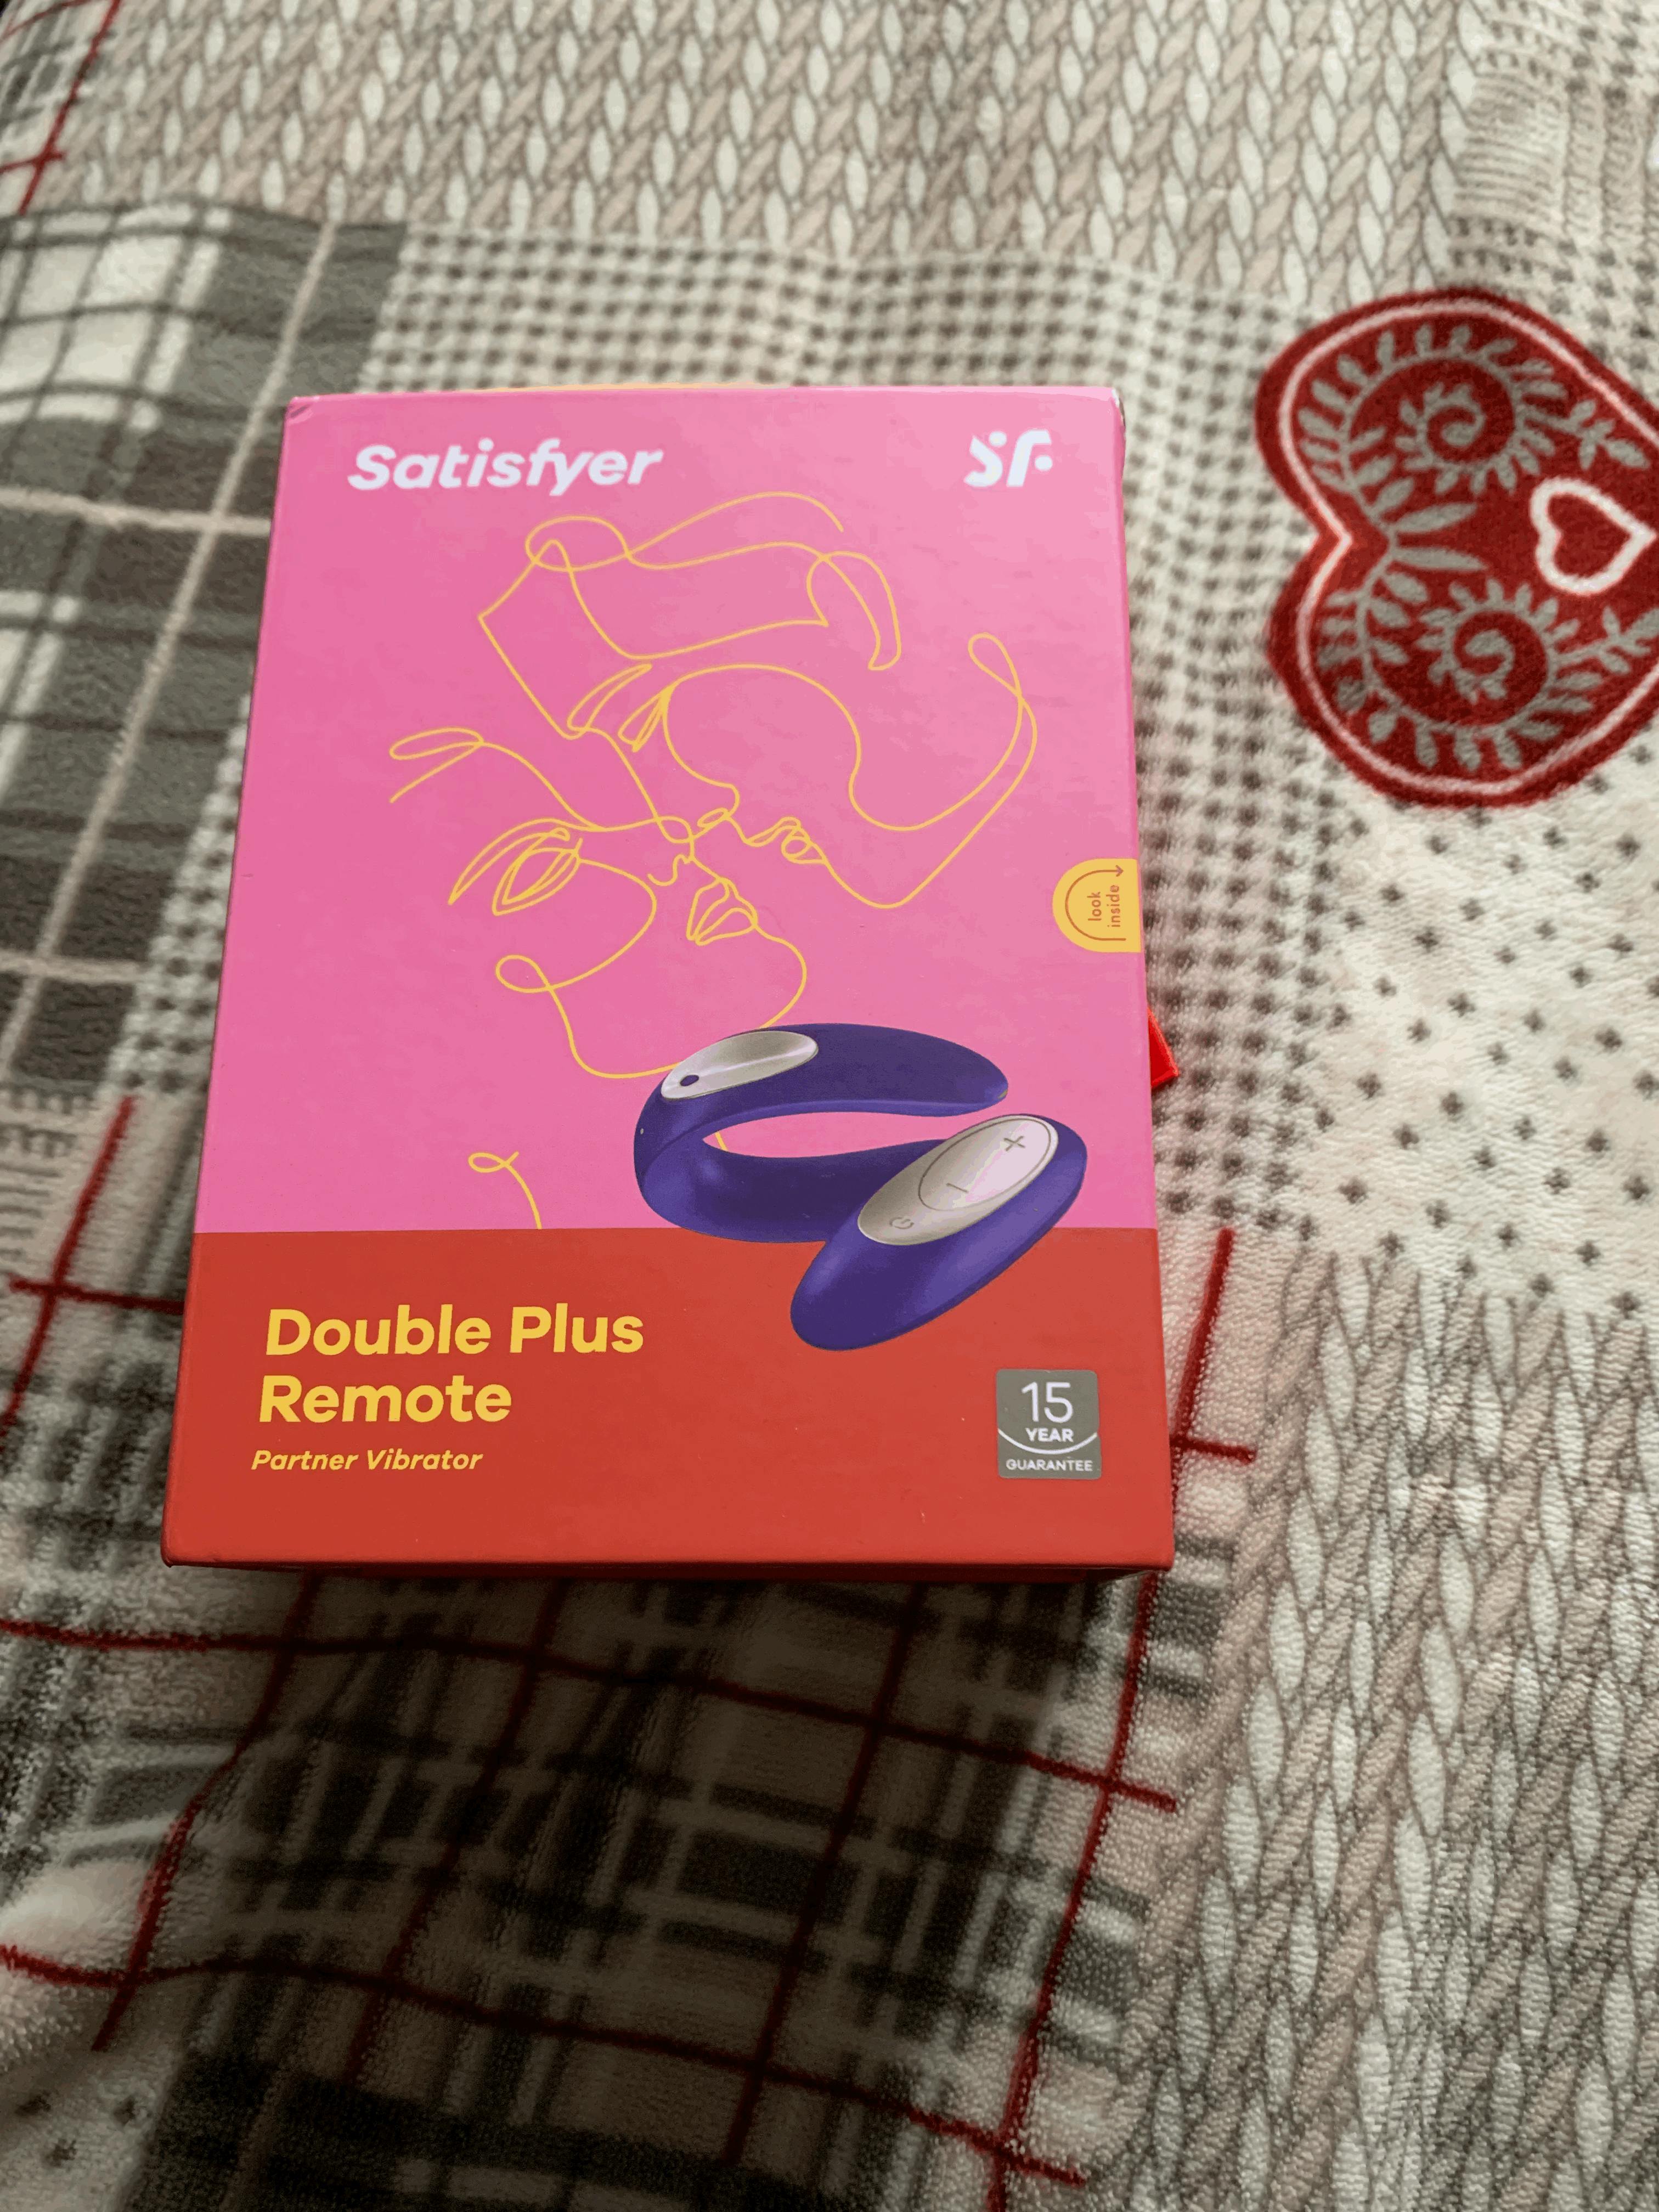 Satisfyer
SF
look
inside
Double Plus
Remote
Partner Vibrator
15
YEAR
GUARANTEE